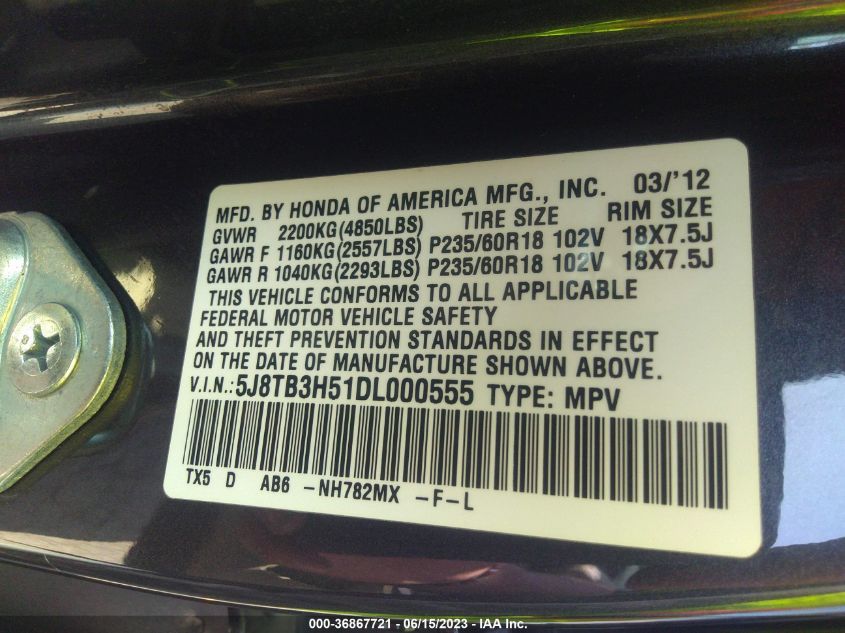 MFD. BY HONDA OF AMERICA MFG., INC. 03/'12
GVWR 2200KG(4850LBS) TIRE SIZE RIM SIZE
GAWR F 1160KG(2557LBS) P235/60R18 102V 18X7.5J
GAWR R 1040KG(2293LBS) P235/60R18 102V 18X7.5J
THIS VEHICLE CONFORMS TO ALL APPLICABLE
FEDERAL MOTOR VEHICLE SAFETY
AND THEFT PREVENTION STANDARDS IN EFFECT
ON THE DATE OF MANUFACTURE SHOWN ABOVE.
V.I.N.:5J8TB3H51DL000555 TYPE: MPV
TX5 D AB6 -NH782MX -F-L
000-36867721 - 06/15/2023 - IAA Inc.